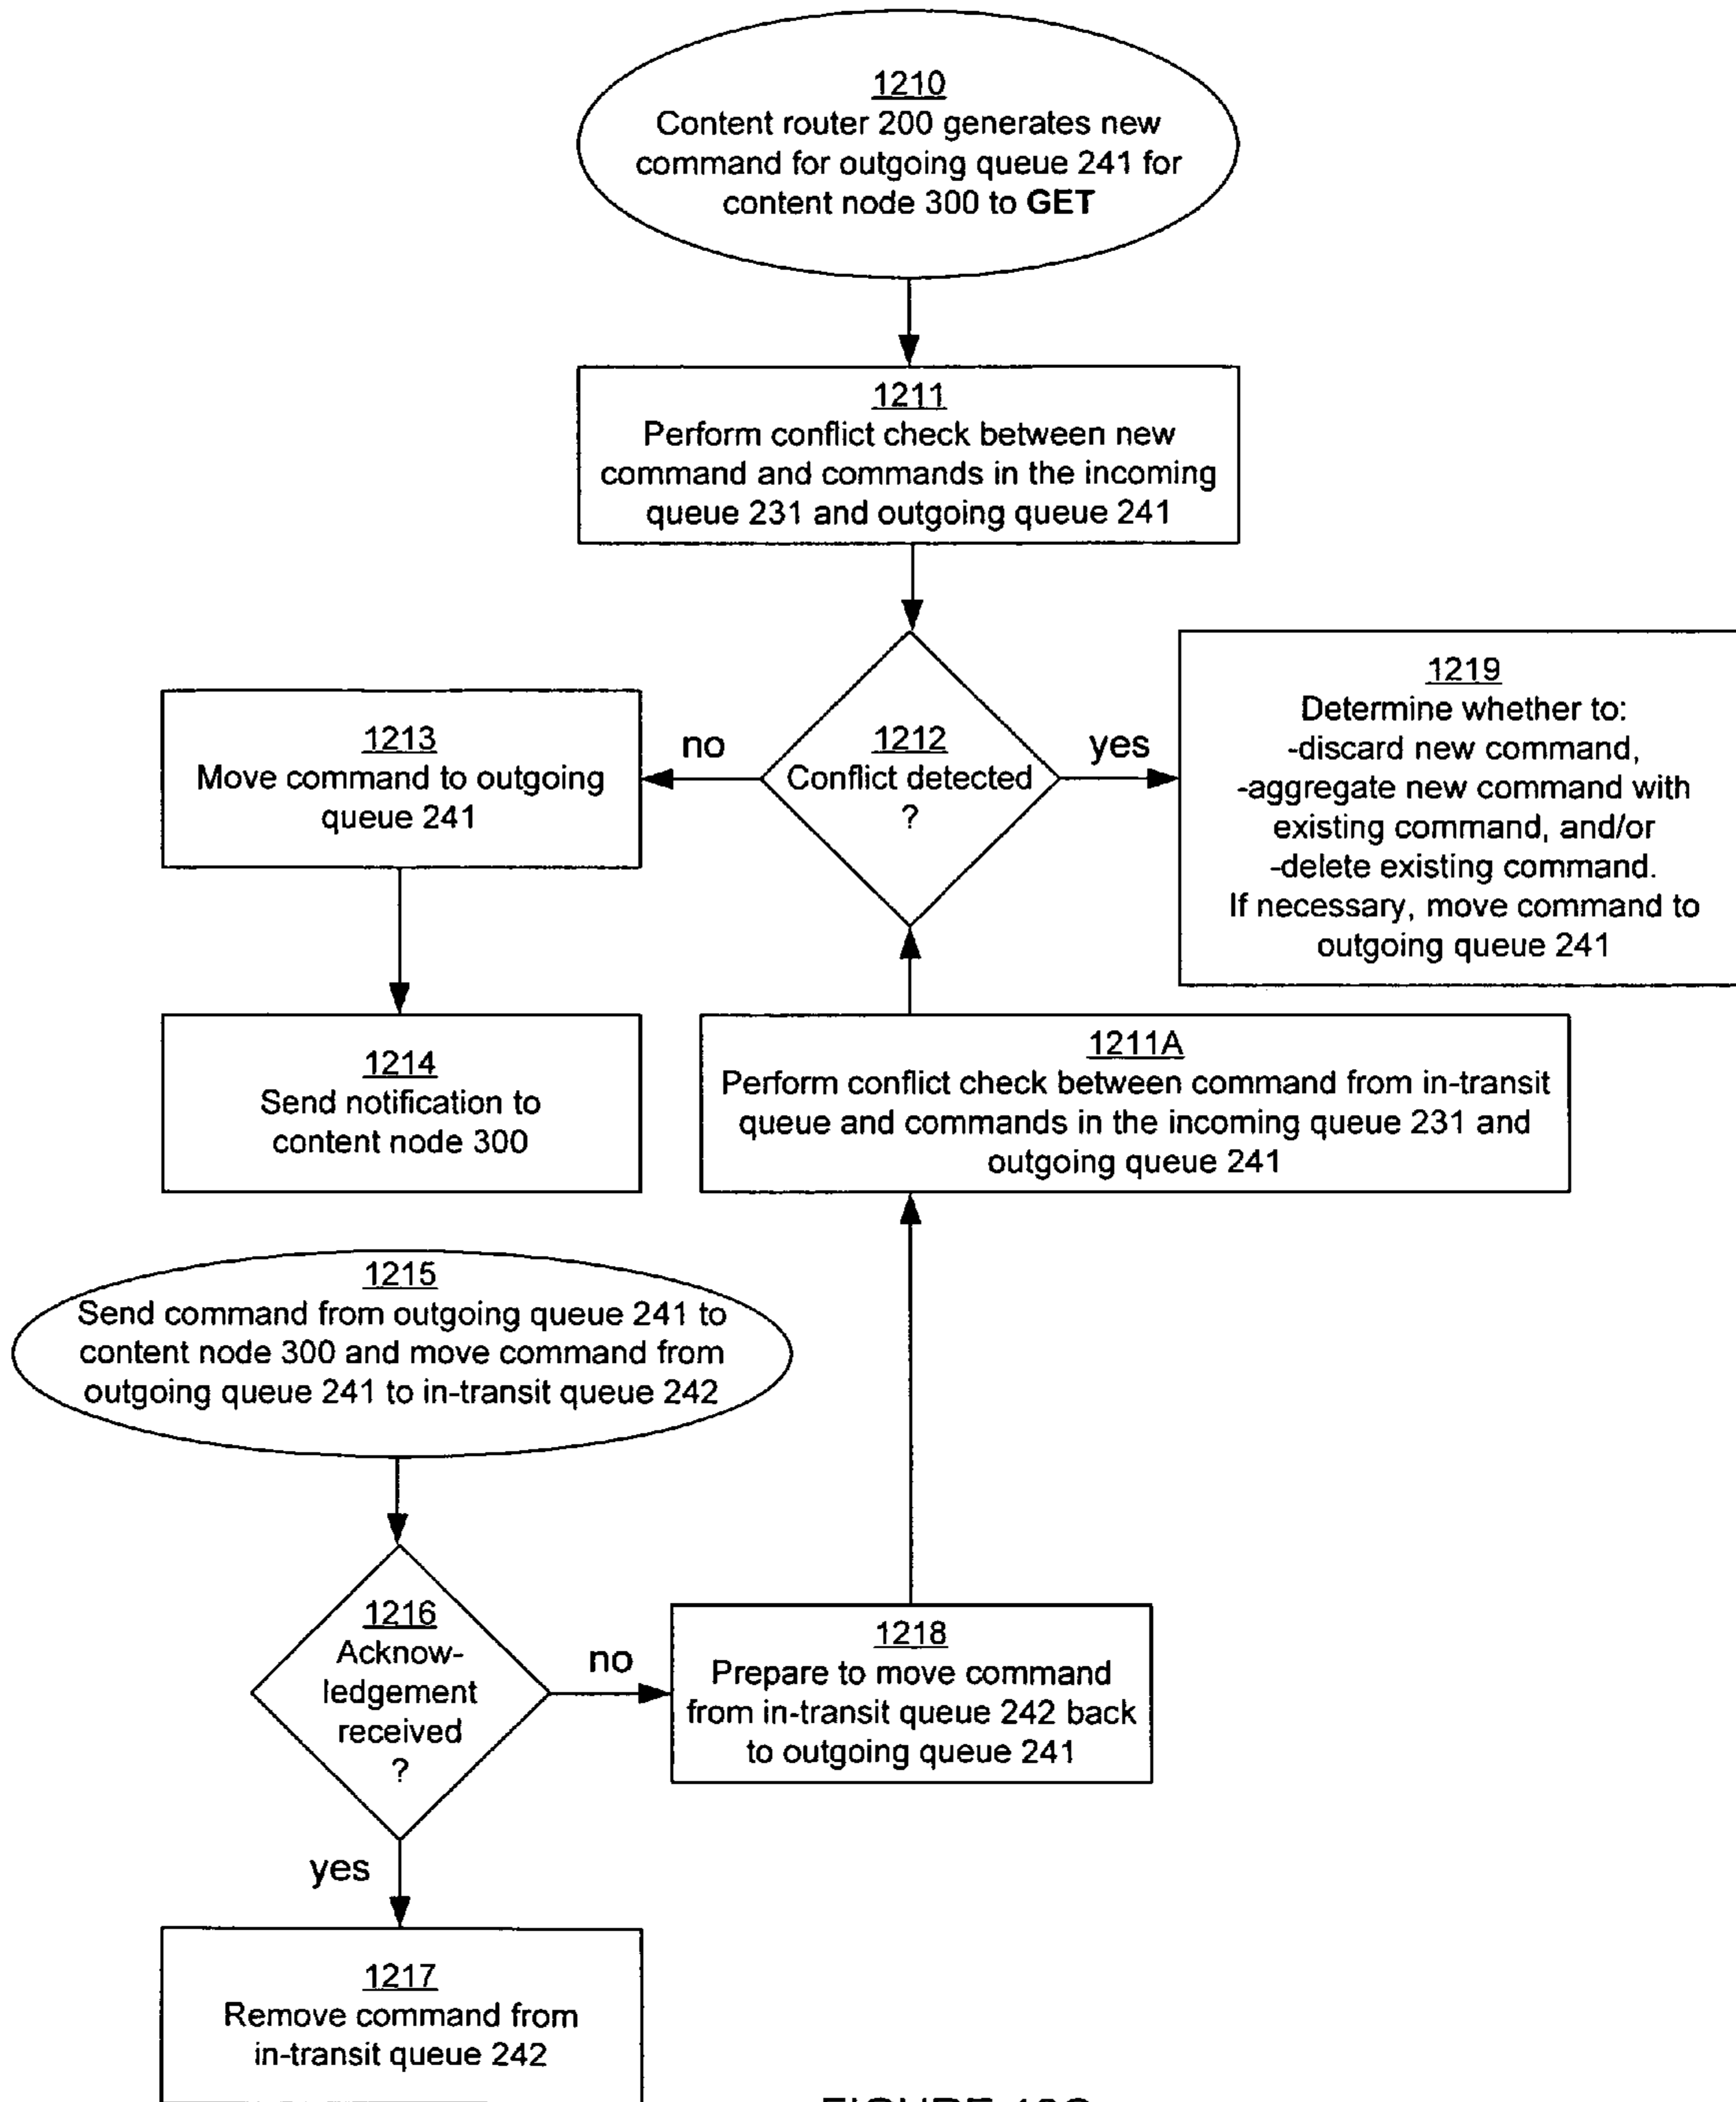 1210
Content router 200 generates new
command for outgoing queue 241 for
content node 300 to GET
1211
Perform conflict check between new
command and commands in the incoming
queue 231 and outgoing queue 241
1212
Conflict detected
?
no
yes
1213
Move command to outgoing
queue 241
1219
Determine whether to:
-discard new command,
-aggregate new command with
existing command, and/or
-delete existing command.
If necessary, move command to
outgoing queue 241
1214
Send notification to
content node 300
1211A
Perform conflict check between command from in-transit
queue and commands in the incoming queue 231 and
outgoing queue 241
1215
Send command from outgoing queue 241 to
content node 300 and move command from
outgoing queue 241 to in-transit queue 242
1216
Acknow-
ledgement
received
?
no
1218
Prepare to move command
from in-transit queue 242 back
to outgoing queue 241
yes
1217
Remove command from
in-transit queue 242